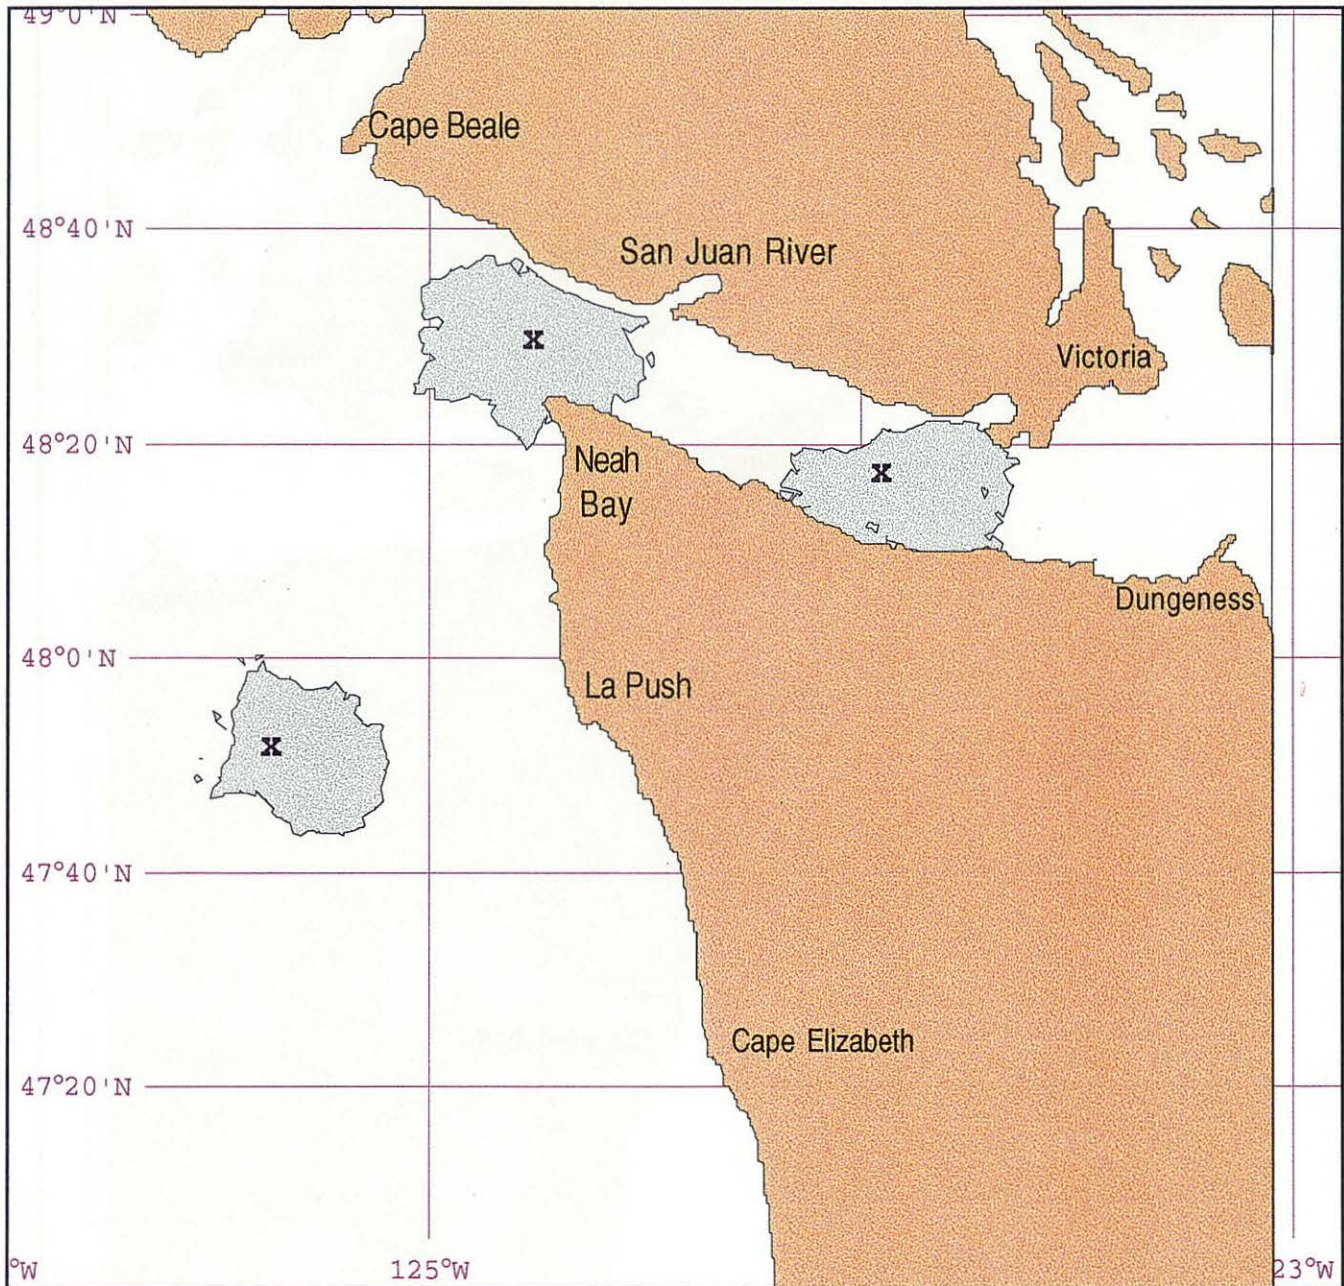 49°0'N
Cape Beale
48°40'N
San Juan River
Victoria
X
48°20'N
Neah
Bay
X
Dungeness
48°0'N
La Push
X
47°40'N
Cape Elizabeth
47°20'N
°W
125°W
23°W